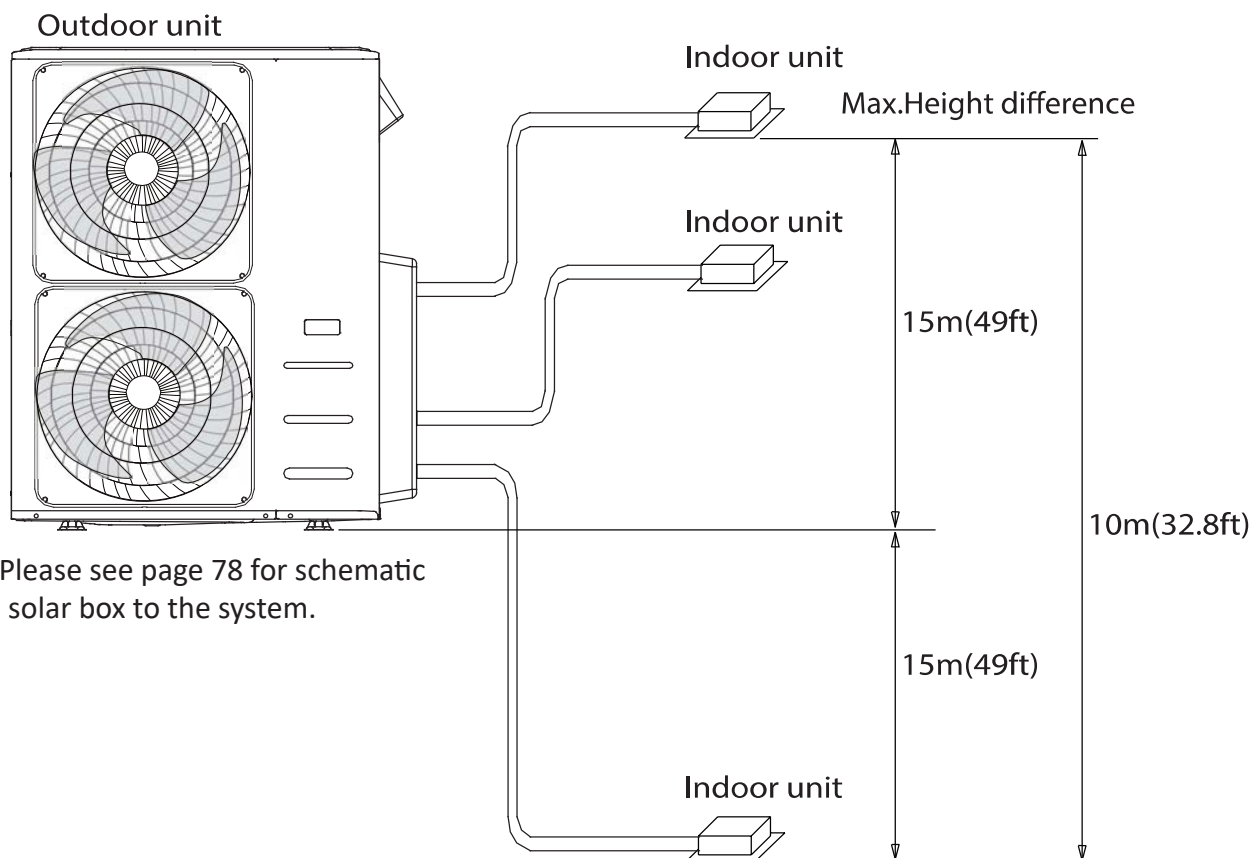 Outdoor unit
Indoor unit
Max.Height difference
Indoor unit
15m(49ft)
10m(32.8ft)
Please see page 78 for schematic
solar box to the system.
15m(49ft)
Indoor unit